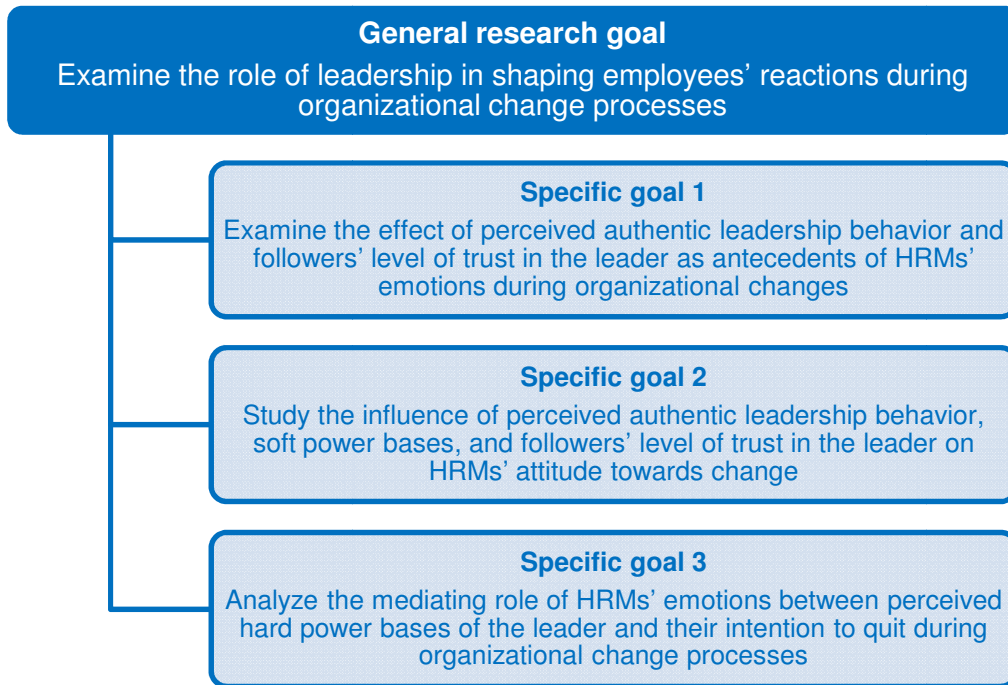 General research goal
Examine the role of leadership in shaping employees’ reactions during
organizational change processes
Specific goal 1
Examine the effect of perceived authentic leadership behavior and
followers’ level of trust in the leader as antecedents of HRMs’
emotions during organizational changes
Specific goal 2
Study the influence of perceived authentic leadership behavior,
soft power bases, and followers’ level of trust in the leader on
HRMs’ attitude towards change
Specific goal 3
Analyze the mediating role of HRMs’ emotions between perceived
hard power bases of the leader and their intention to quit during
organizational change processes